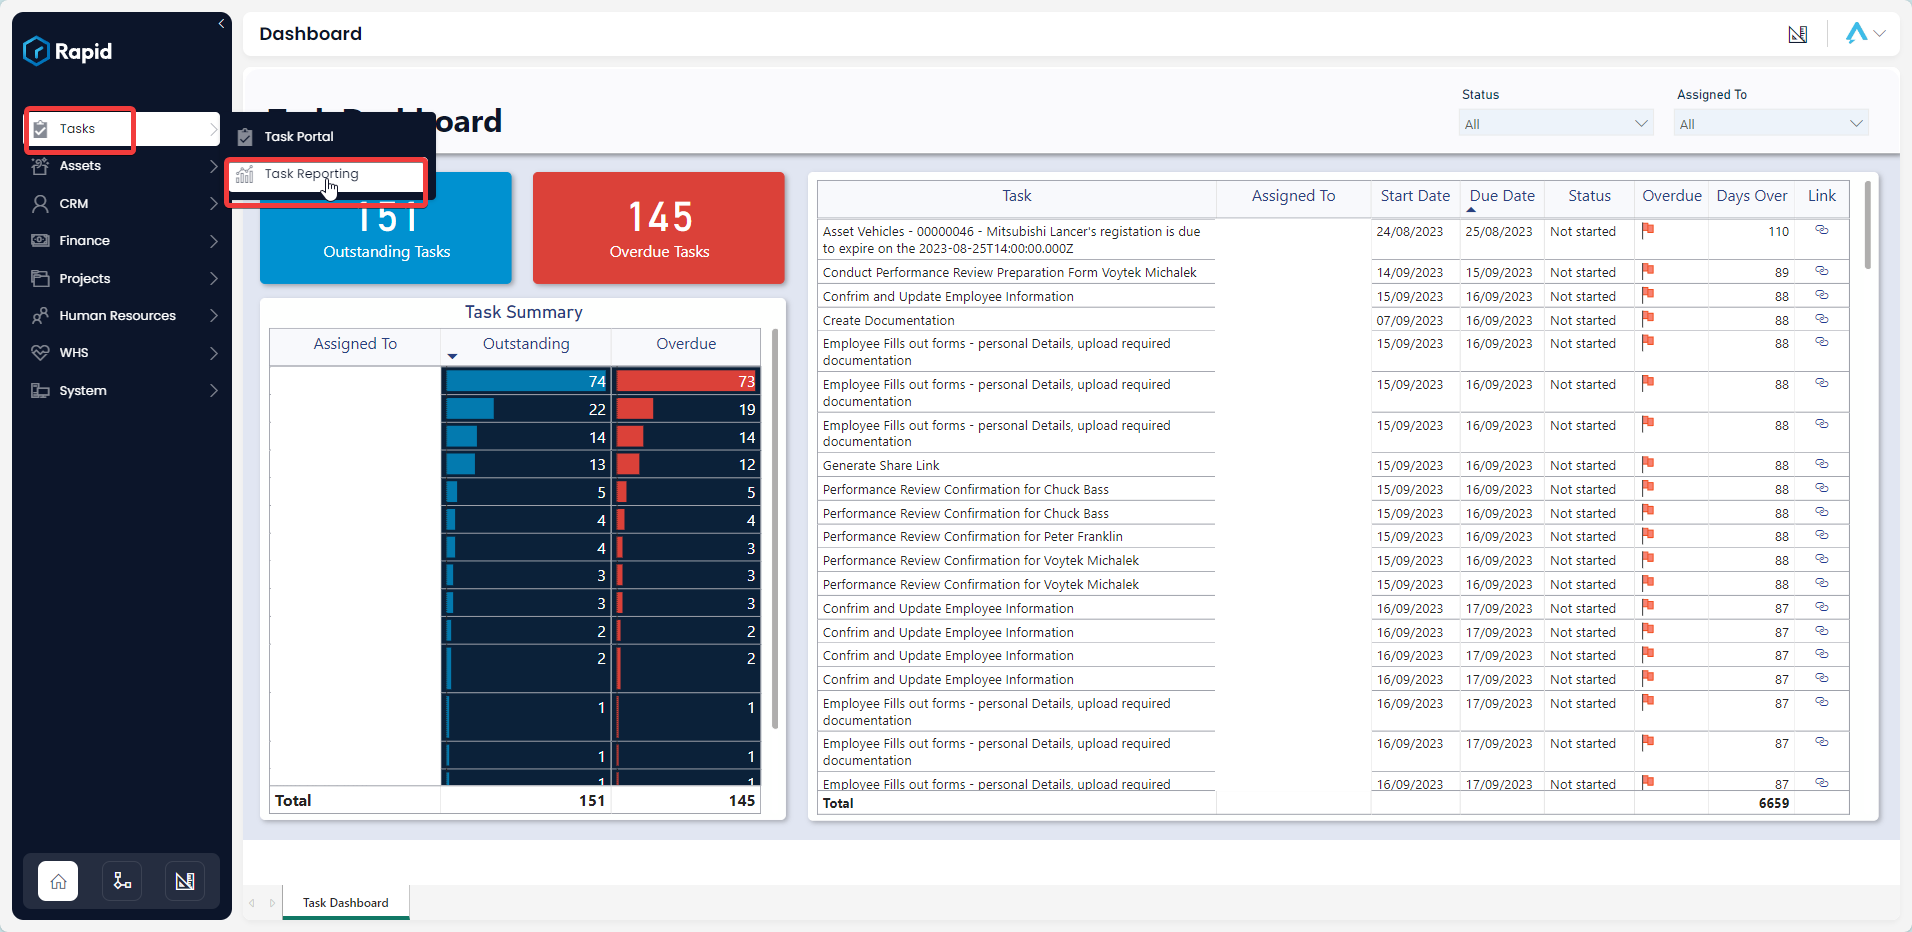 Rapid
Tasks
Assets
CRM
Finance
Projects
Human Resources
WHS
System
Dashboard
Task Portal
Task Reporting
Status
All
Assigned To
All
151
Outstanding Tasks
145
Overdue Tasks
Task Summary
Assigned To Outstanding Overdue
74 73
22 19
14 14
13 12
5 5
4 4
4 3
3 3
3 3
2 2
2 2
1 1
1 1
1 1
Total 151 145
Task Assigned To Start Date Due Date Status Overdue Days Over Link
Asset Vehicles - 00000046 - Mitsubishi Lancer's registation is due 24/08/2023 25/08/2023 Not started 110
to expire on the 2023-08-25T14:00:00.000Z
Conduct Performance Review Preparation Form Voytek Michalek 14/09/2023 15/09/2023 Not started 89
Confrim and Update Employee Information 15/09/2023 16/09/2023 Not started 88
Create Documentation 07/09/2023 16/09/2023 Not started 88
Employee Fills out forms - personal Details, upload required 15/09/2023 16/09/2023 Not started 88
documentation
Employee Fills out forms - personal Details, upload required 15/09/2023 16/09/2023 Not started 88
documentation
Employee Fills out forms - personal Details, upload required 15/09/2023 16/09/2023 Not started 88
documentation
Generate Share Link 15/09/2023 16/09/2023 Not started 88
Performance Review Confirmation for Chuck Bass 15/09/2023 16/09/2023 Not started 88
Performance Review Confirmation for Chuck Bass 15/09/2023 16/09/2023 Not started 88
Performance Review Confirmation for Peter Franklin 15/09/2023 16/09/2023 Not started 88
Performance Review Confirmation for Voytek Michalek 15/09/2023 16/09/2023 Not started 88
Performance Review Confirmation for Voytek Michalek 15/09/2023 16/09/2023 Not started 88
Confrim and Update Employee Information 16/09/2023 17/09/2023 Not started 87
Confrim and Update Employee Information 16/09/2023 17/09/2023 Not started 87
Confrim and Update Employee Information 16/09/2023 17/09/2023 Not started 87
Confrim and Update Employee Information 16/09/2023 17/09/2023 Not started 87
Employee Fills out forms - personal Details, upload required 16/09/2023 17/09/2023 Not started 87
documentation
Employee Fills out forms - personal Details, upload required 16/09/2023 17/09/2023 Not started 87
documentation
Employee Fills out forms - personal Details, upload required 16/09/2023 17/09/2023 Not started 87
Total 6659
Task Dashboard